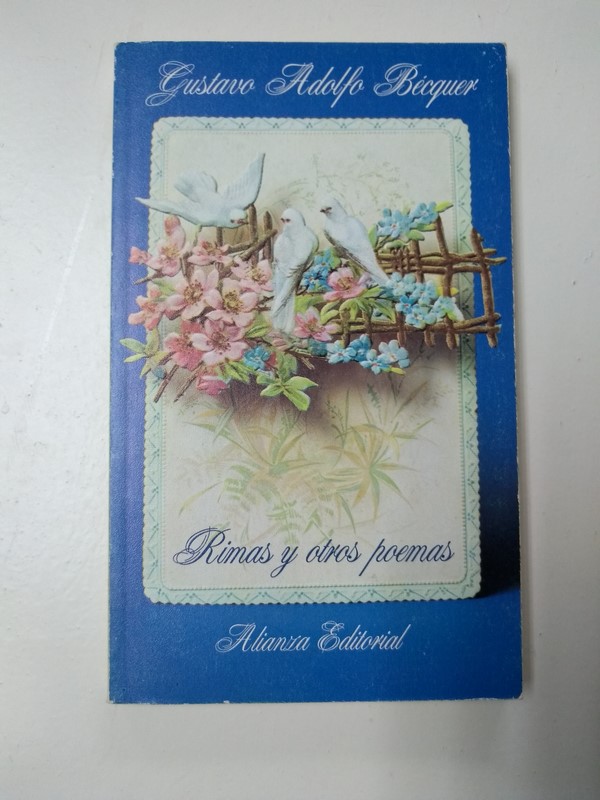 Gustavo Adolfo Bécquer
Rimas y otros poemas
Alianza Editorial